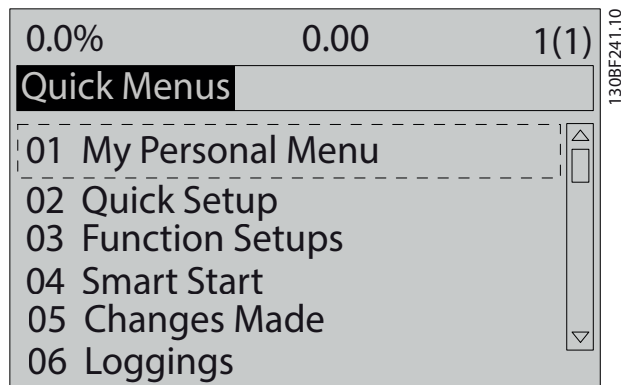 0.0% 0.00 1(1)
Quick Menus
01 My Personal Menu
02 Quick Setup
03 Function Setups
04 Smart Start
05 Changes Made
06 Loggings
130BF241.10